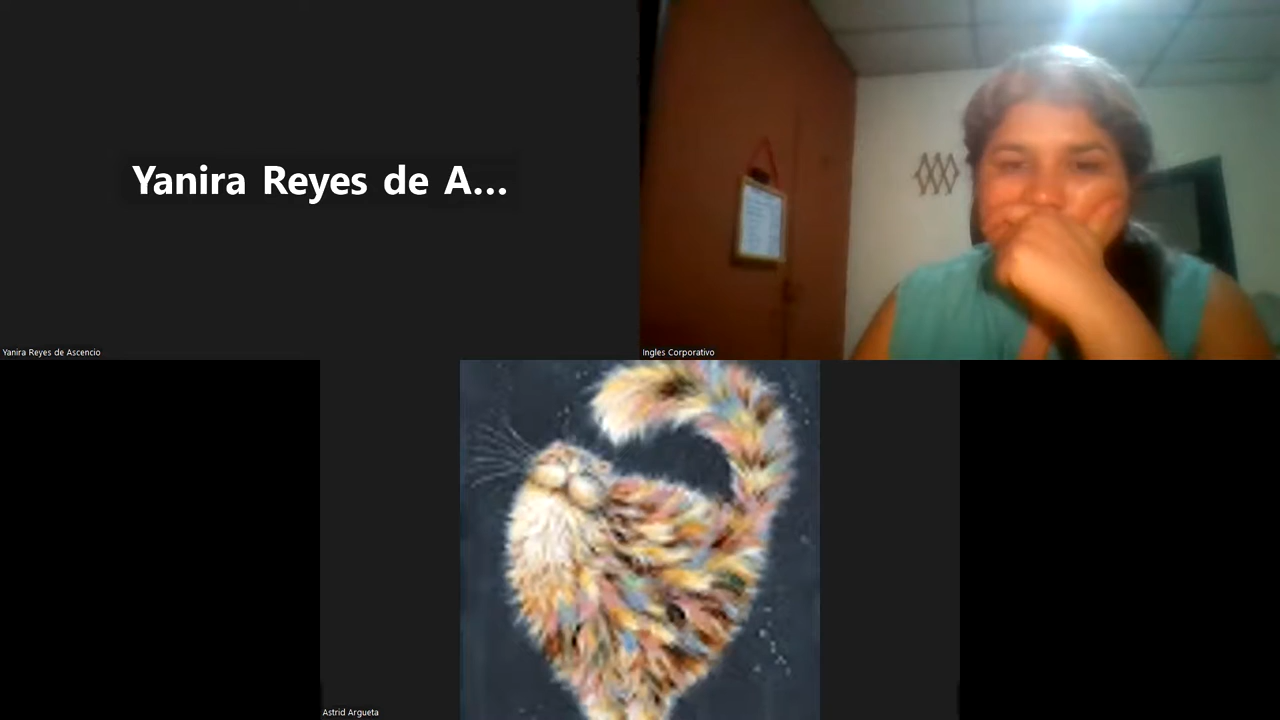 Yanira Reyes de A...
Yanira Reyes de Ascencio
Ingles Corporativo
Astrid Argueta